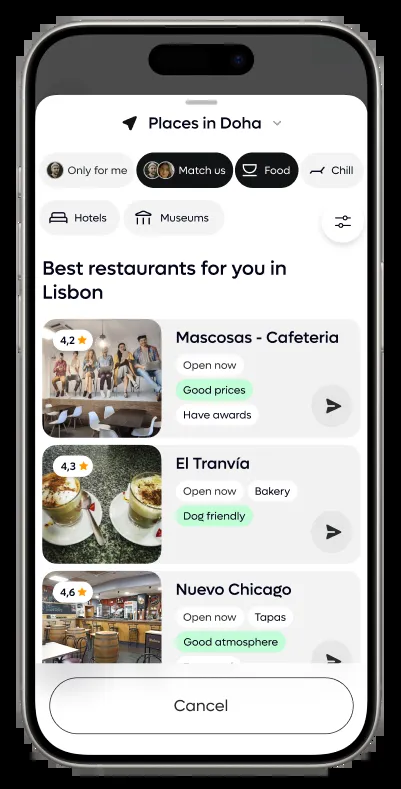 Places in Doha
Only for me
Match us
Food
Chill
Hotels
Museums
Best restaurants for you in
Lisbon
4,2
Mascosas - Cafeteria
Open now
Good prices
Have awards
4,3
El Tranvía
Open now
Bakery
Dog friendly
4,6
Nuevo Chicago
Open now
Tapas
Good atmosphere
Cancel